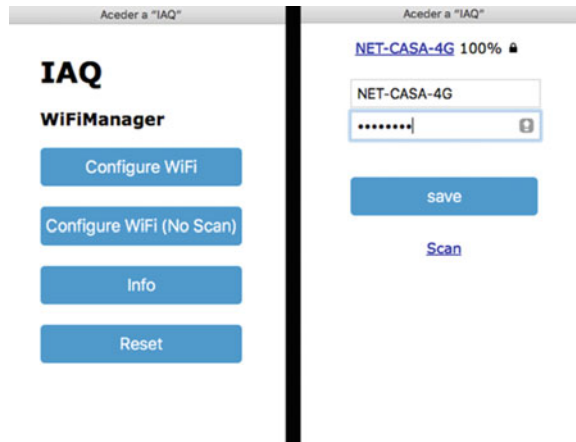 Aceder a "IAQ"
IAQ
WiFiManager
Configure WiFi
Configure WiFi (No Scan)
Info
Reset
Aceder a "IAQ"
NET-CASA-4G 100%
NET-CASA-4G
••••••••
save
Scan